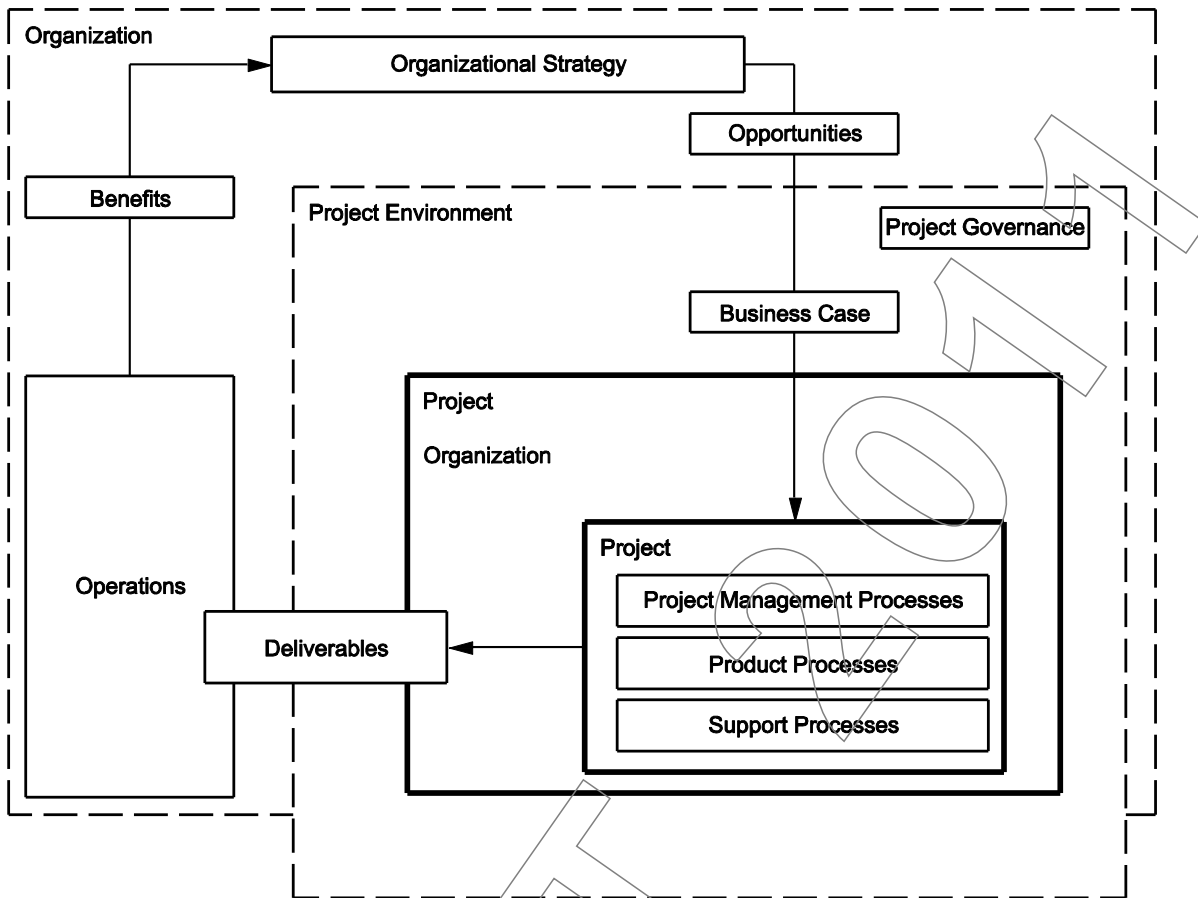 Organization
Organizational Strategy
Opportunities
Benefits
Project Environment
Project Governance
Business Case
Project
Organization
Project
Operations
Project Management Processes
Deliverables
Product Processes
Support Processes
2011